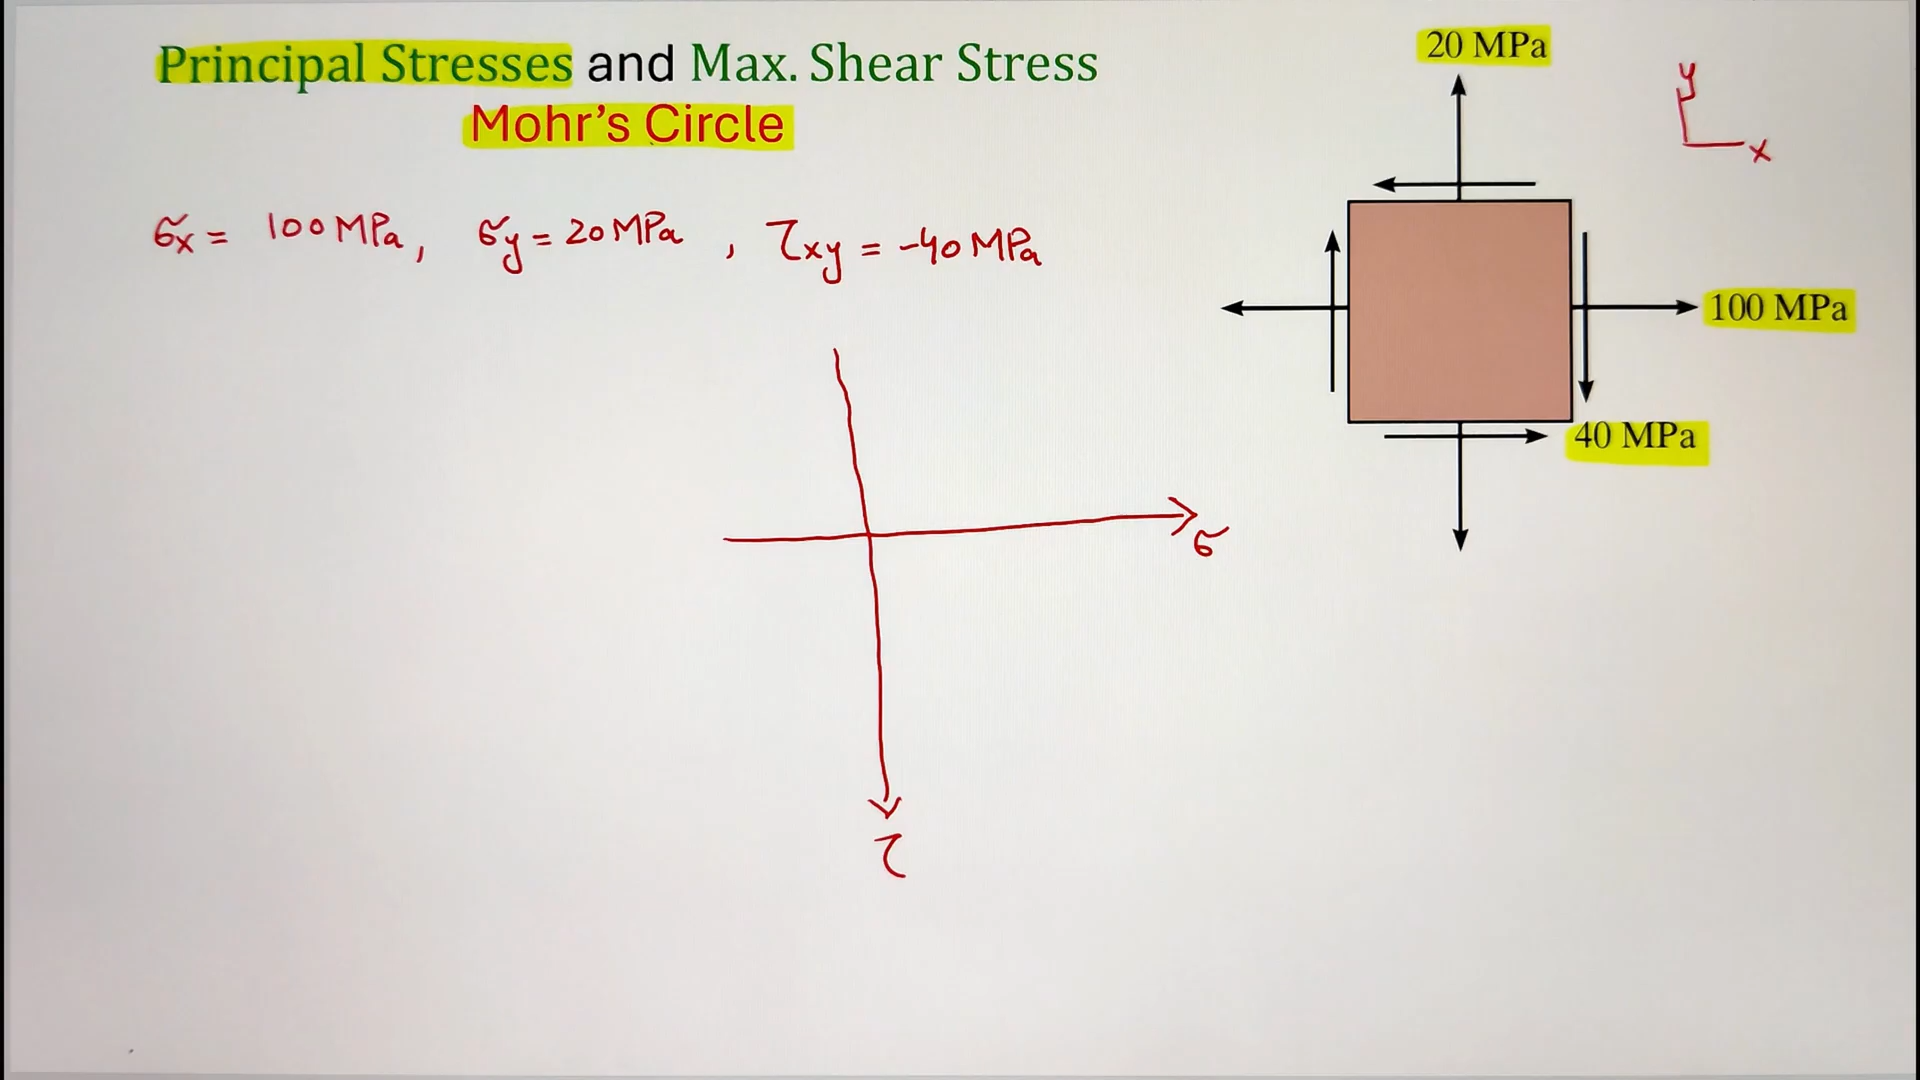 Principal Stresses and Max. Shear Stress
Mohr's Circle
σx = 100 MPa, σy = 20 MPa, τxy = -40 MPa
20 MPa
y
x
100 MPa
40 MPa
σ
τ